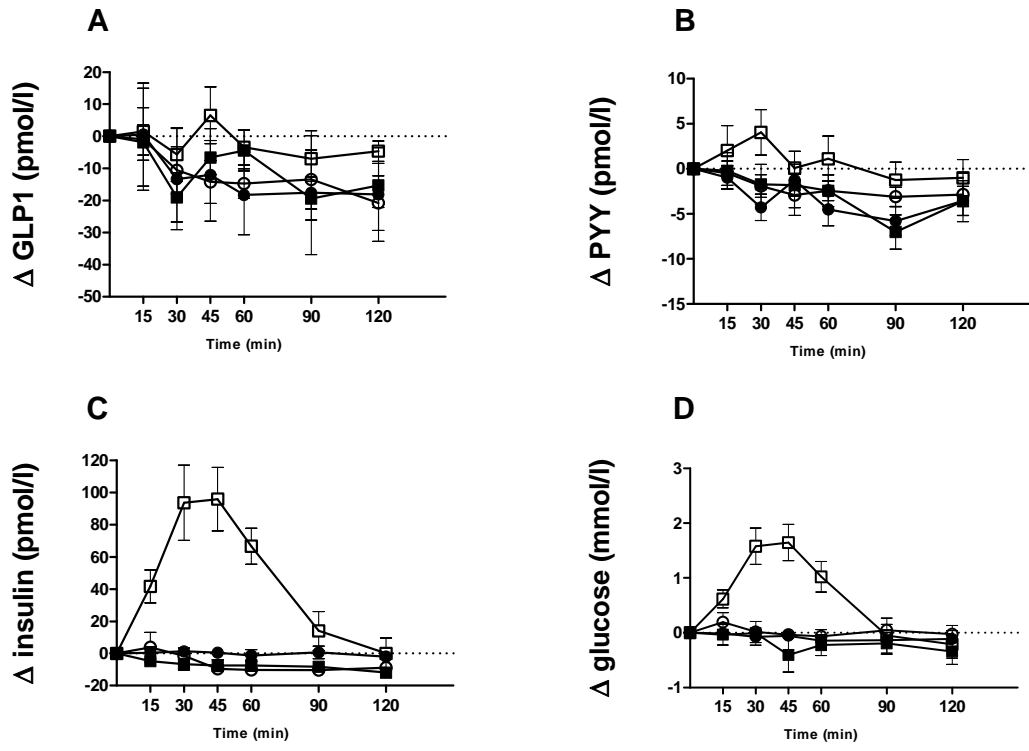 A
Δ GLP1 (pmol/l)
20
10
0
-10
-20
-30
-40
-50
15 30 45 60 90 120
Time (min)
B
Δ PYY (pmol/l)
10
5
0
-5
-10
-15
15 30 45 60 90 120
Time (min)
C
Δ insulin (pmol/l)
120
100
80
60
40
20
0
-20
15 30 45 60 90 120
Time (min)
D
Δ glucose (mmol/l)
3
2
1
0
-1
15 30 45 60 90 120
Time (min)